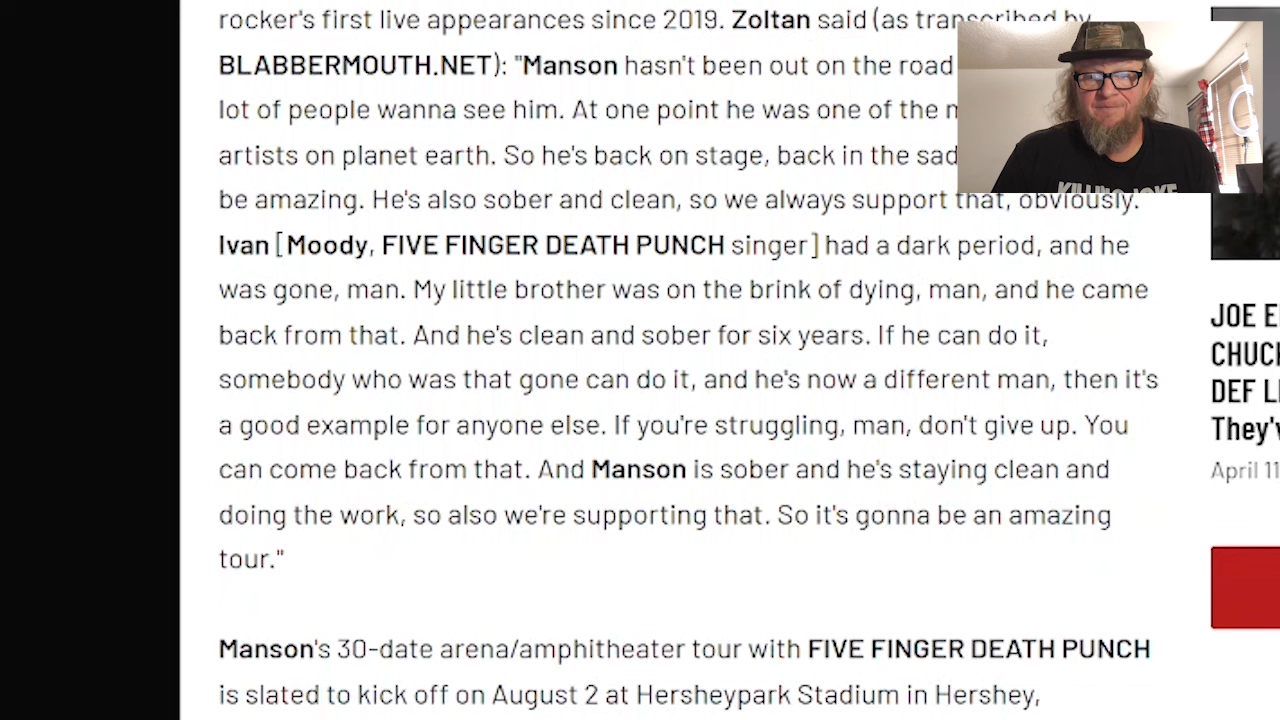 rocker's first live appearances since 2019. Zoltan said (as transcribed by
BLABBERMOUTH.NET): "Manson hasn't been out on the road
lot of people wanna see him. At one point he was one of the
artists on planet earth. So he's back on stage, back in the
be amazing. He's also sober and clean, so we always support that, obviously.
Ivan [Moody, FIVE FINGER DEATH PUNCH singer] had a dark period, and he
was gone, man. My little brother was on the brink of dying, man, and he came
back from that. And he's clean and sober for six years. If he can do it,
somebody who was that gone can do it, and he's now a different man, then it's
a good example for anyone else. If you're struggling, man, don't give up. You
can come back from that. And Manson is sober and he's staying clean and
doing the work, so also we're supporting that. So it's gonna be an amazing
tour."
Manson's 30-date arena/amphitheater tour with FIVE FINGER DEATH PUNCH
is slated to kick off on August 2 at Hersheypark Stadium in Hershey,
KILLING JOKE
JOE
DEF
They'v
April 11